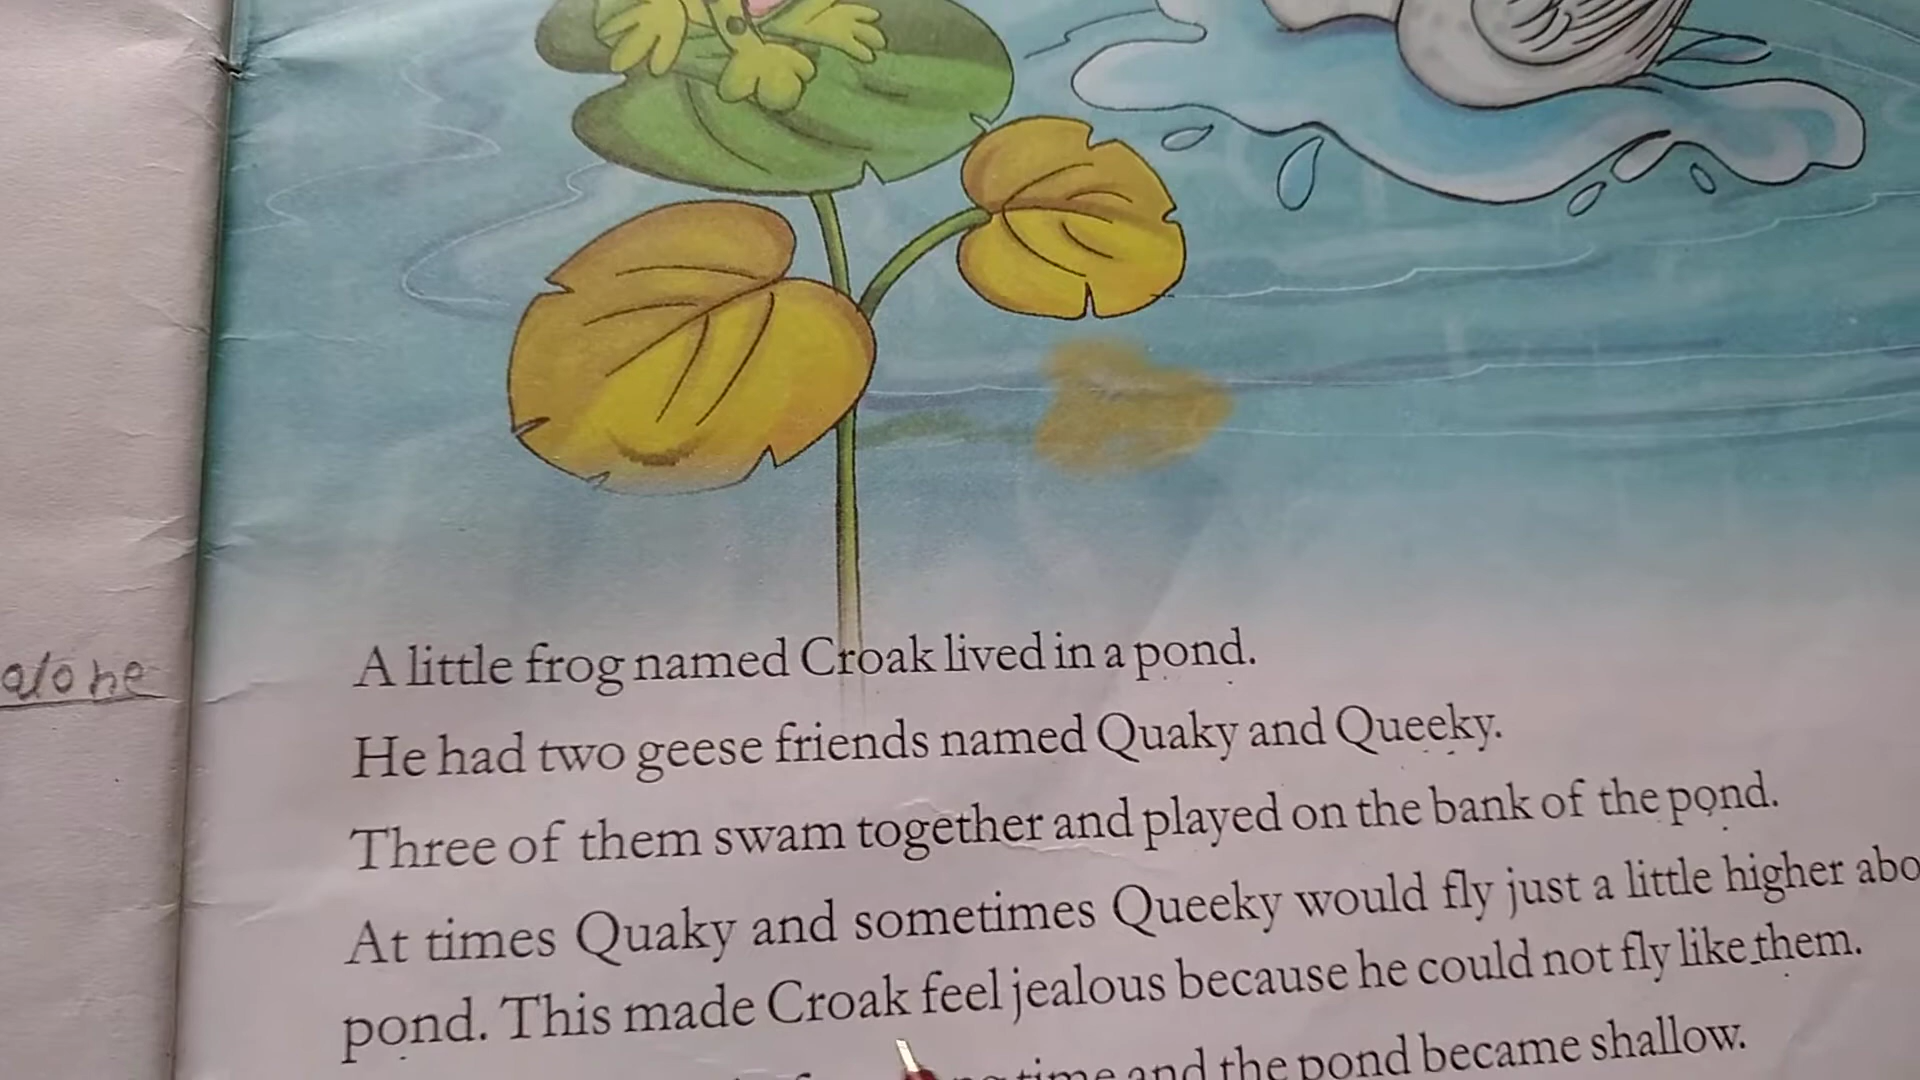 alone
A little frog named Croak lived in a pond.
He had two geese friends named Quaky and Queeky.
Three of them swam together and played on the bank of the pond.
At times Quaky and sometimes Queeky would fly just a little higher
pond. This made Croak feel jealous because he could not fly like them.
time and the pond became shallow.